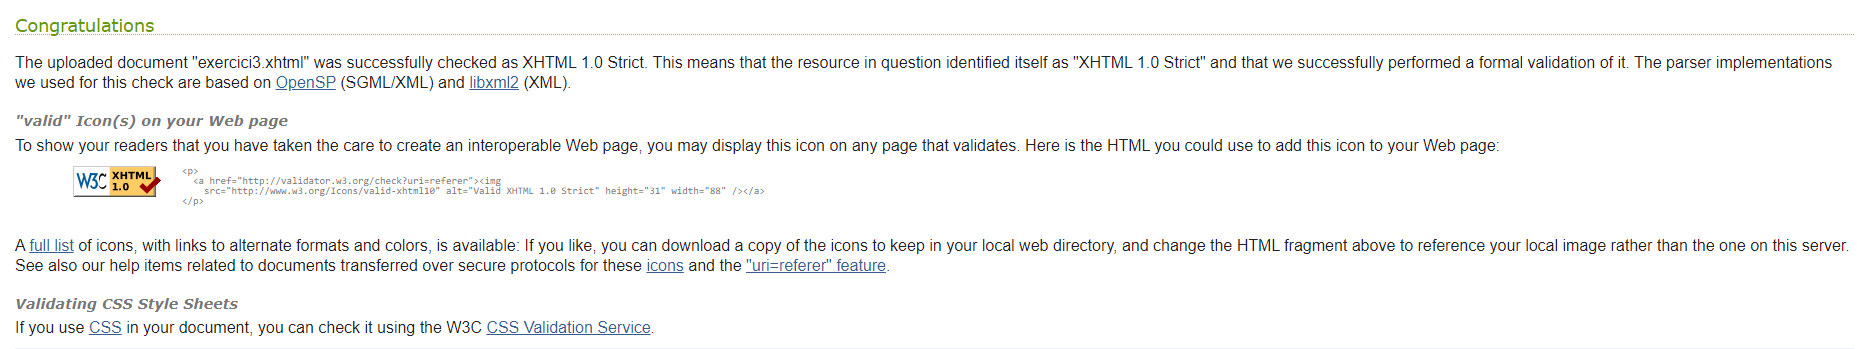 Congratulations
The uploaded document "exercici3.xhtml" was successfully checked as XHTML 1.0 Strict. This means that the resource in question identified itself as "XHTML 1.0 Strict" and that we successfully performed a formal validation of it. The parser implementations
we used for this check are based on OpenSP (SGML/XML) and libxml2 (XML).
"valid" Icon(s) on your Web page
To show your readers that you have taken the care to create an interoperable Web page, you may display this icon on any page that validates. Here is the HTML you could use to add this icon to your Web page:
W3C XHTML 1.0
<p>
<a href="http://validator.w3.org/check?uri=referer"><img
src="http://www.w3.org/Icons/valid-xhtml10" alt="Valid XHTML 1.0 Strict" height="31" width="88" /></a>
</p>
A full list of icons, with links to alternate formats and colors, is available: If you like, you can download a copy of the icons to keep in your local web directory, and change the HTML fragment above to reference your local image rather than the one on this server.
See also our help items related to documents transferred over secure protocols for these icons and the "uri=referer" feature.
Validating CSS Style Sheets
If you use CSS in your document, you can check it using the W3C CSS Validation Service.